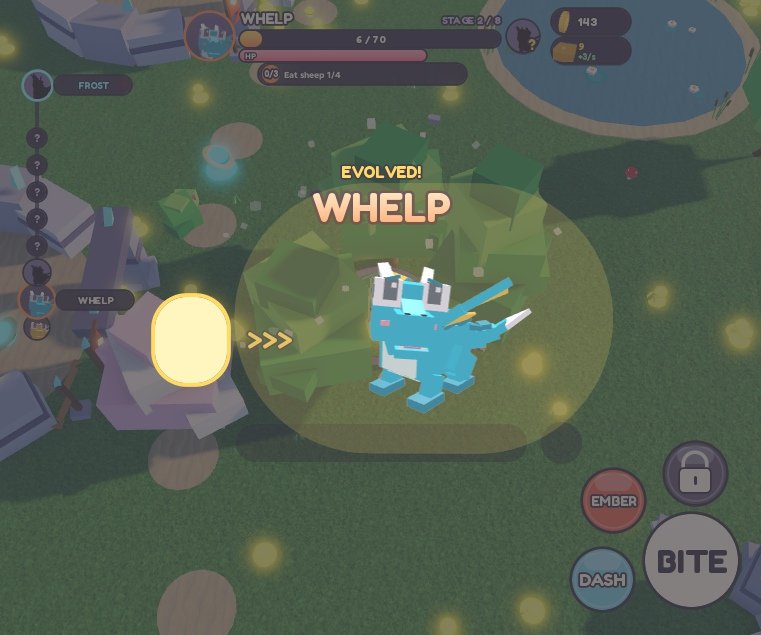 WHELP
STAGE 2 / 8
6 / 70
HP
0/3 Eat sheep 1/4
?
143
9
+3/s
FROST
?
?
?
?
?
WHELP
EVOLVED!
WHELP
>>>
EMBER
DASH
BITE